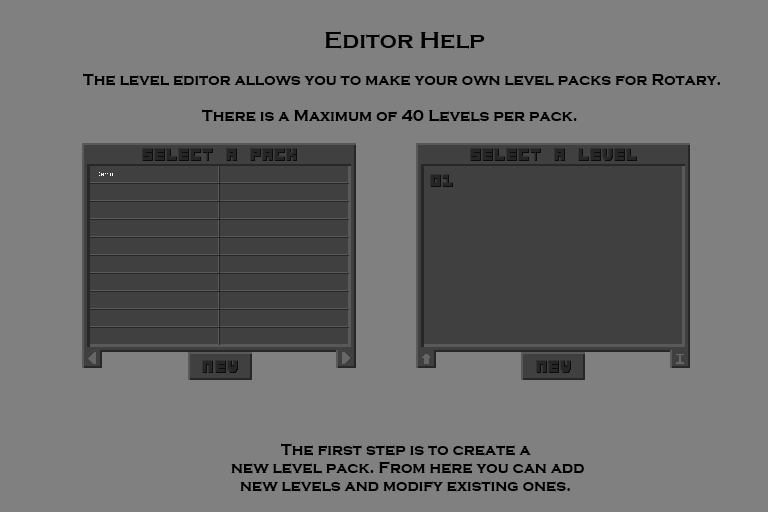 Editor Help
The level editor allows you to make your own level packs for Rotary.
There is a Maximum of 40 Levels per pack.
SELECT A PACK
SELECT A LEVEL
Demo
01
NEW
NEW
I
The first step is to create a
new level pack. From here you can add
new levels and modify existing ones.